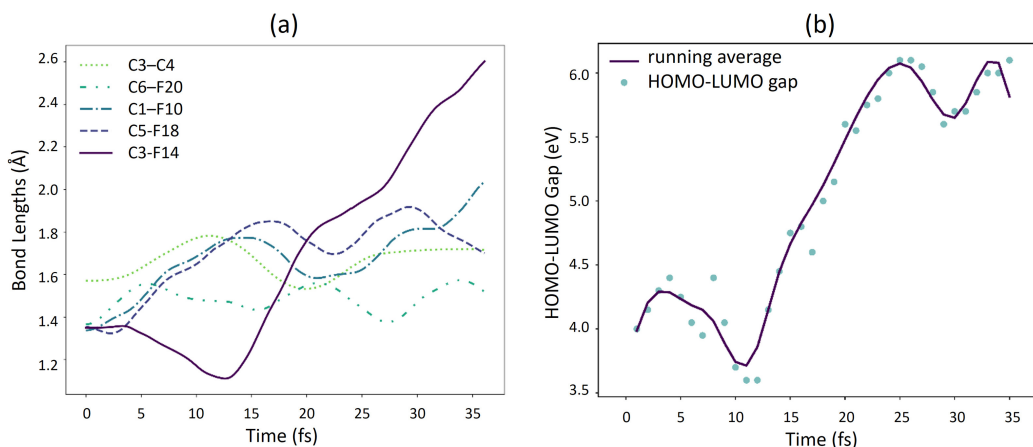 (a)
2.6
2.4
2.2
2.0
1.8
1.6
1.4
1.2
Bond Lengths (Å)
C3–C4
C6–F20
C1–F10
C5-F18
C3-F14
0 5 10 15 20 25 30 35
Time (fs)
(b)
6.0
5.5
5.0
4.5
4.0
3.5
HOMO-LUMO Gap (eV)
running average
HOMO-LUMO gap
0 5 10 15 20 25 30 35
Time (fs)